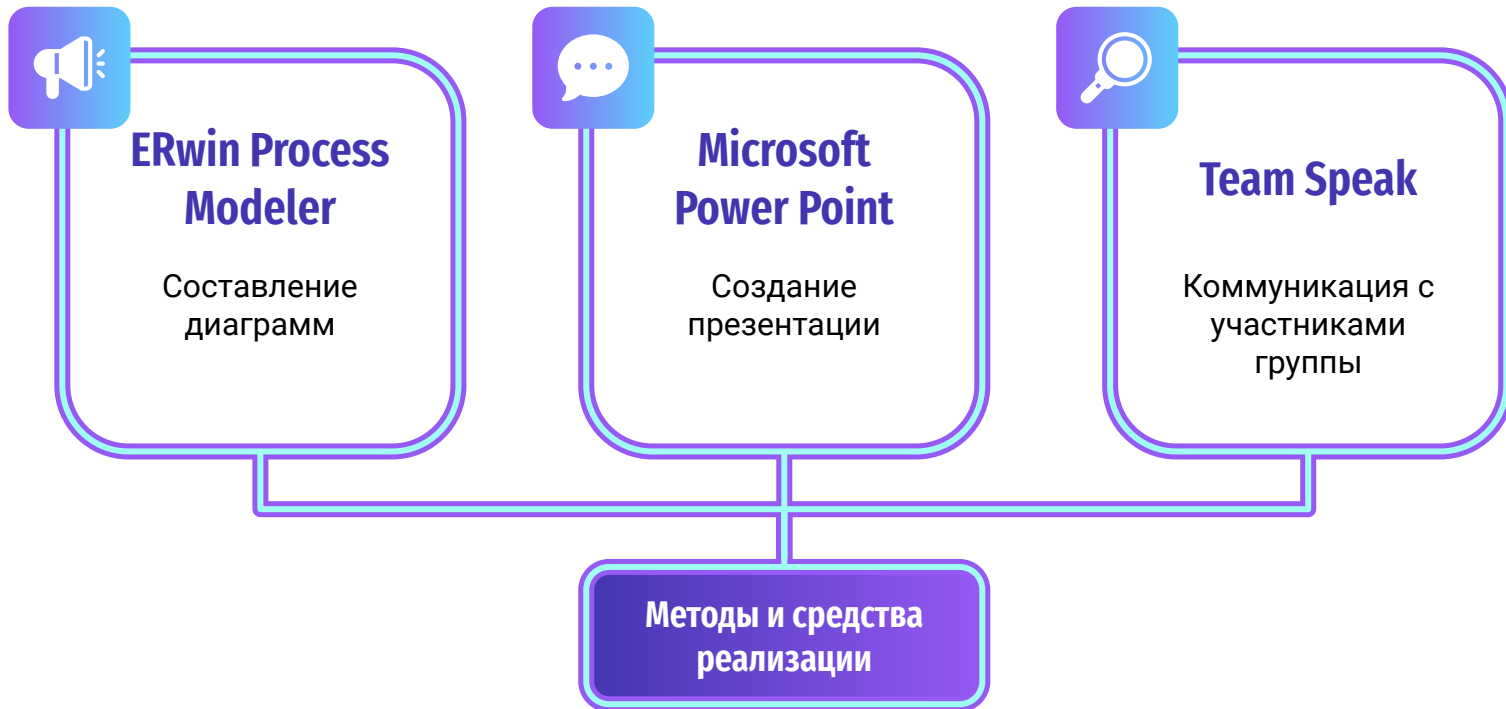 ERwin Process
Modeler
Составление
диаграмм
Microsoft
Power Point
Создание
презентации
Team Speak
Коммуникация с
участниками
группы
Методы и средства
реализации